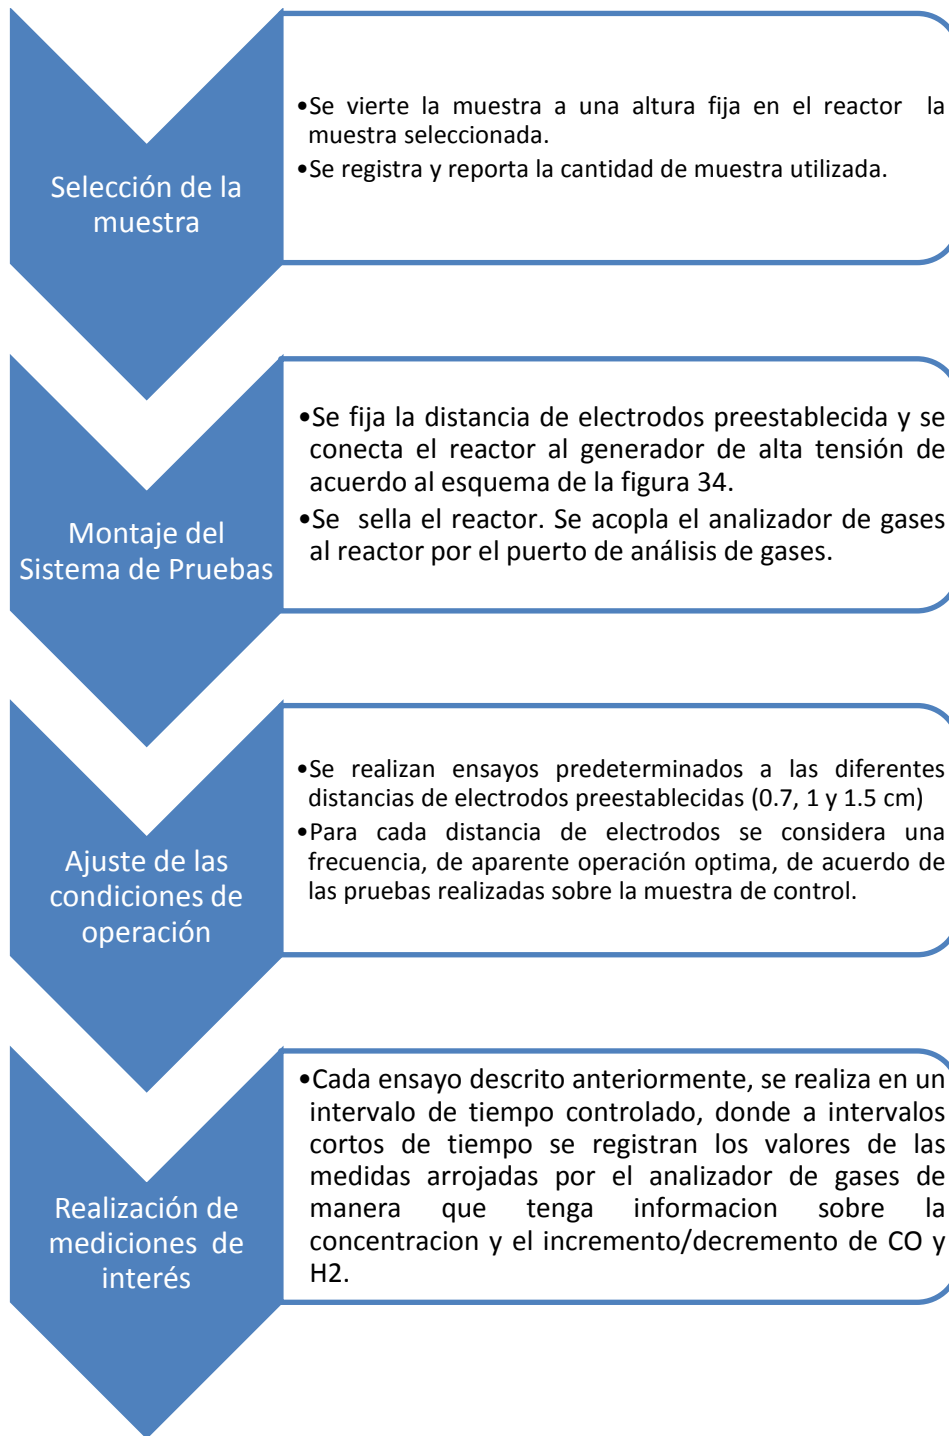 Selección de la
muestra
•Se vierte la muestra a una altura fija en el reactor la
muestra seleccionada.
•Se registra y reporta la cantidad de muestra utilizada.
Montaje del
Sistema de Pruebas
•Se fija la distancia de electrodos preestablecida y se
conecta el reactor al generador de alta tensión de
acuerdo al esquema de la figura 34.
•Se sella el reactor. Se acopla el analizador de gases
al reactor por el puerto de análisis de gases.
Ajuste de las
condiciones de
operación
•Se realizan ensayos predeterminados a las diferentes
distancias de electrodos preestablecidas (0.7, 1 y 1.5 cm)
•Para cada distancia de electrodos se considera una
frecuencia, de aparente operación optima, de acuerdo de
las pruebas realizadas sobre la muestra de control.
Realización de
mediciones de
interés
•Cada ensayo descrito anteriormente, se realiza en un
intervalo de tiempo controlado, donde a intervalos
cortos de tiempo se registran los valores de las
medidas arrojadas por el analizador de gases de
manera que tenga informacion sobre la
concentracion y el incremento/decremento de CO y
H2.